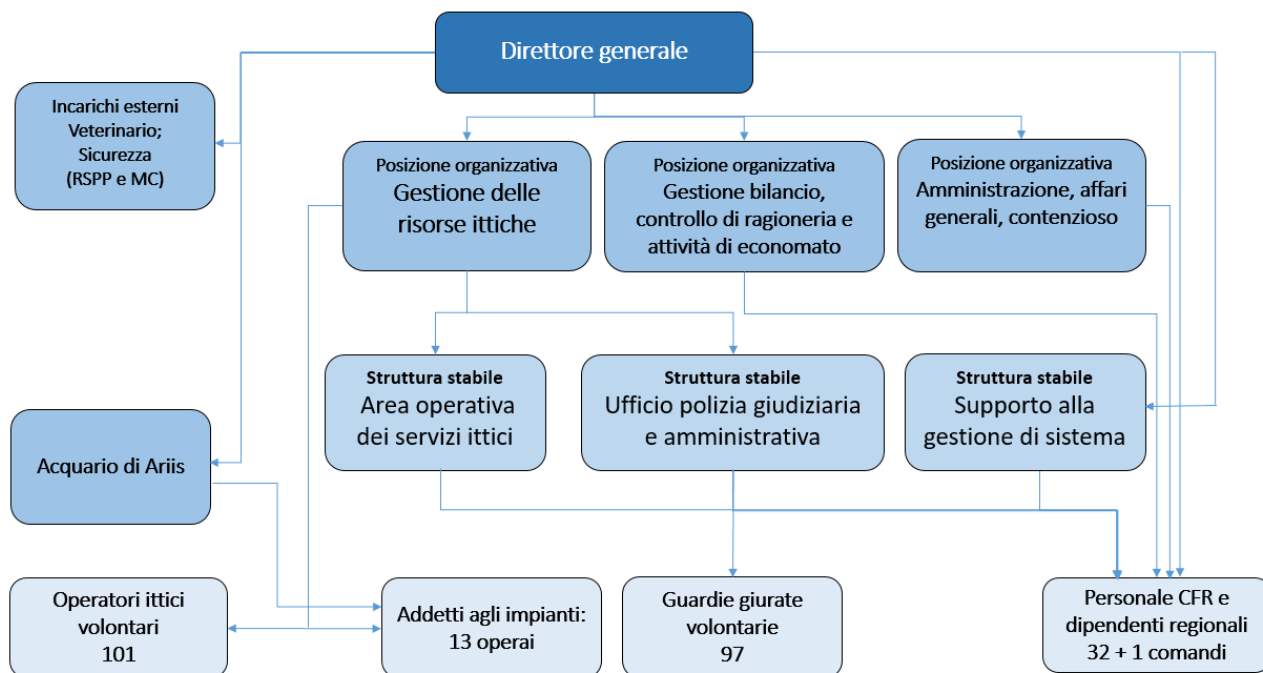 Direttore generale
Incarichi esterni
Veterinario;
Sicurezza
(RSPP e MC)
Posizione organizzativa
Gestione delle
risorse ittiche
Posizione organizzativa
Gestione bilancio,
controllo di ragioneria e
attività di economato
Posizione organizzativa
Amministrazione, affari
generali, contenzioso
Struttura stabile
Area operativa
dei servizi ittici
Struttura stabile
Ufficio polizia giudiziaria
e amministrativa
Struttura stabile
Supporto alla
gestione di sistema
Acquario di Ariis
Operatori ittici
volontari
101
Addetti agli impianti:
13 operai
Guardie giurate
volontarie
97
Personale CFR e
dipendenti regionali
32 + 1 comandi